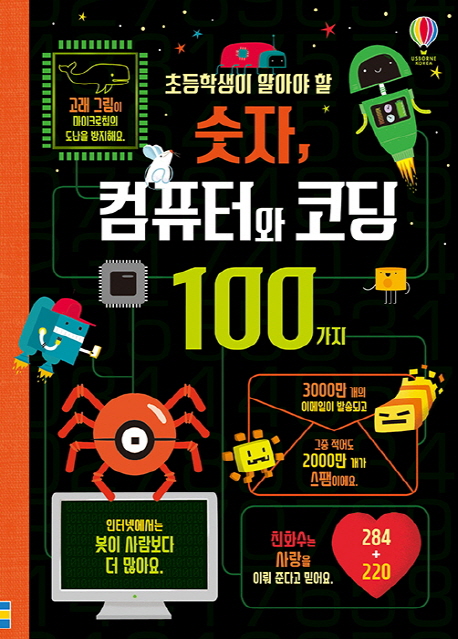 USBORNE
KOREA
초등학생이 알아야 할
숫자,
컴퓨터와 코딩
100가지
고래 그림이
마이크로칩의
도난을 방지해요.
3000만 개의
이메일이 발송되고
그중 적어도
2000만 개가
스팸이에요.
인터넷에서는
봇이 사람보다
더 많아요.
친화수는
사랑을
이뤄 준다고 믿어요.
284
+
220